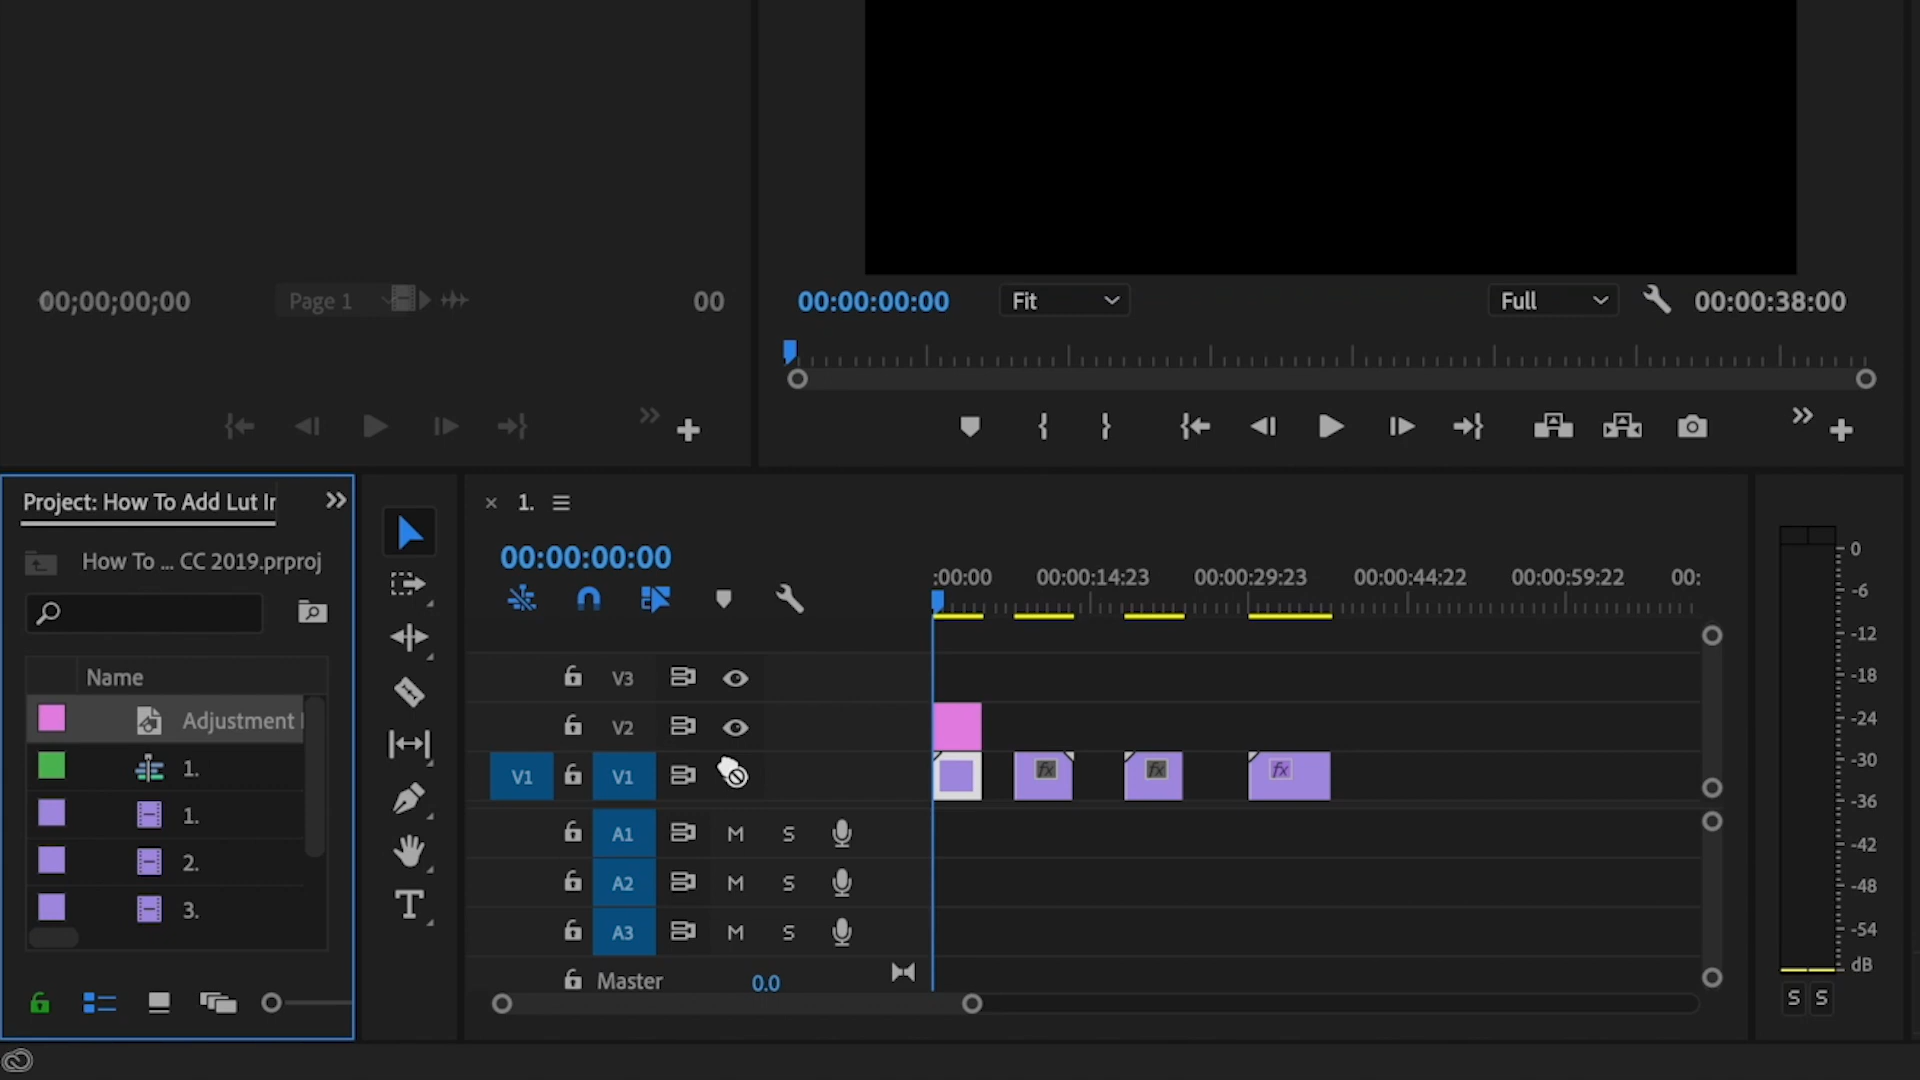 00;00;00;00
Page 1
00
00:00:00:00
Fit
Full
00:00:38:00
Project: How To Add Lut Ir
How To ... CC 2019.prproj
Name
Adjustment
1.
1.
2.
3.
× 1.
00:00:00:00
:00:00 00:00:14:23 00:00:29:23 00:00:44:22 00:00:59:22 00:
V3
V2
V1 V1 fx fx fx
A1 M S
A2 M S
A3 M S
Master 0.0
0
-6
-12
-18
-24
-30
-36
-42
-48
-54
dB
S S
T